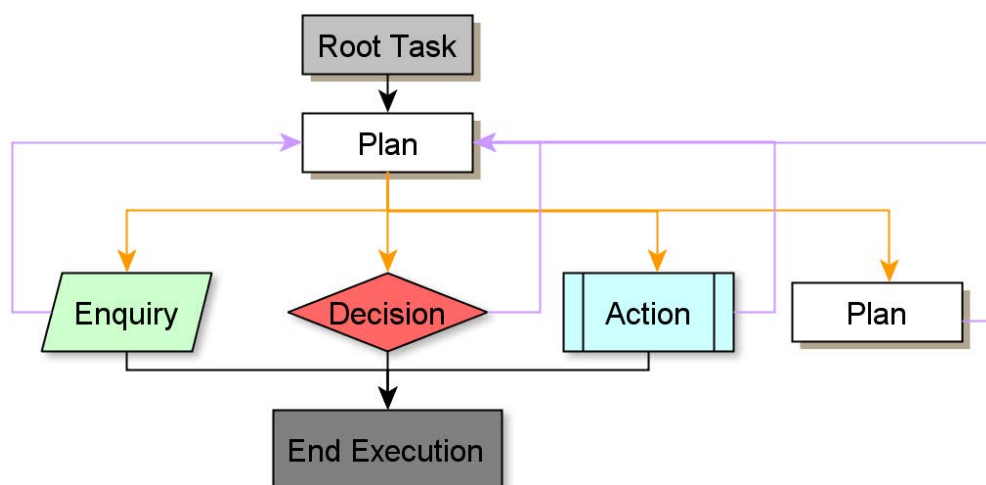 Root Task
Plan
Enquiry
Decision
Action
Plan
End Execution